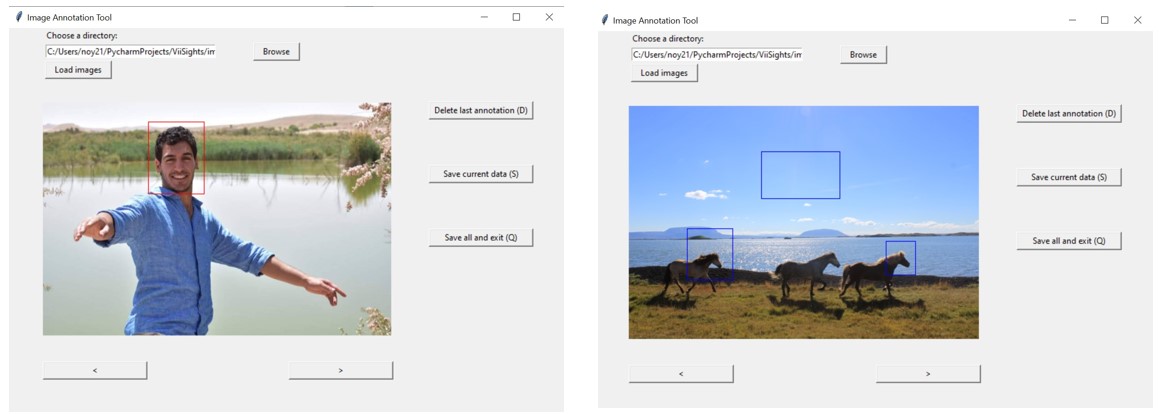 Image Annotation Tool
Choose a directory:
C:/Users/noy21/PycharmProjects/ViiSights/im
Browse
Load images
Delete last annotation (D)
Save current data (S)
Save all and exit (Q)
<
>
Image Annotation Tool
Choose a directory:
C:/Users/noy21/PycharmProjects/ViiSights/im
Browse
Load images
Delete last annotation (D)
Save current data (S)
Save all and exit (Q)
<
>